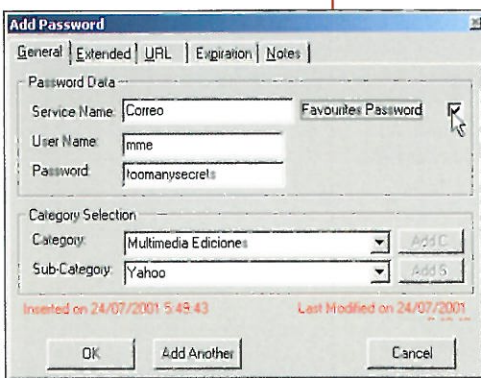 Add Password
General Extended URL Expiration Notes
Password Data
Service Name: Correo Favourites Password
User Name: mme
Password: toomanysecrets
Category Selection
Category: Multimedia Ediciones Add C
Sub-Category: Yahoo Add S
Inserted on 24/07/2001 5:49:43 Last Modified on 24/07/2001
OK Add Another Cancel